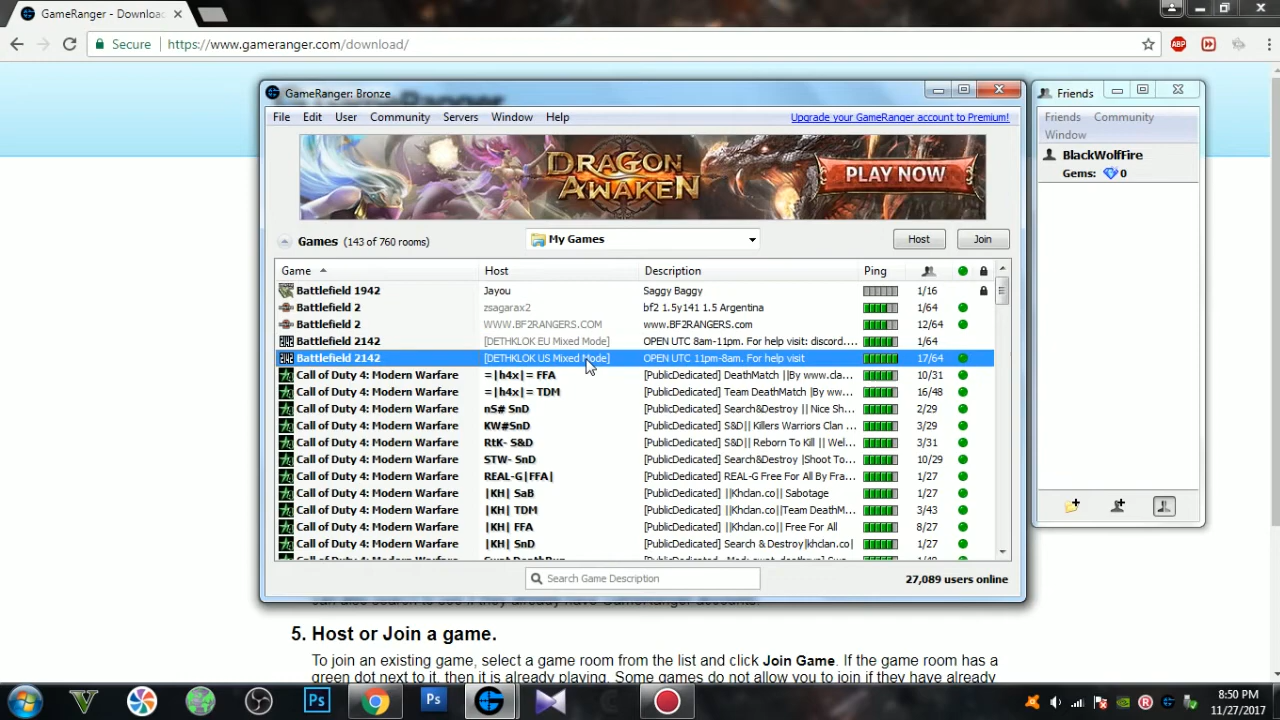 GameRanger - Download
Secure https://www.gameranger.com/download/
ABP
GameRanger: Bronze
File Edit User Community Servers Window Help Upgrade your GameRanger account to Premium!
DRAGON AWAKEN PLAY NOW
Games (143 of 760 rooms) My Games Host Join
Game Host Description Ping
Battlefield 1942 Jayou Saggy Baggy 1/16
Battlefield 2 zsagarax2 bf2 1.5y141 1.5 Argentina 1/64
Battlefield 2 WWW.BF2RANGERS.COM www.BF2RANGERS.com 12/64
Battlefield 2142 [DETHKLOK EU Mixed Mode] OPEN UTC 8am-11pm. For help visit: discord.... 1/64
Battlefield 2142 [DETHKLOK US Mixed Mode] OPEN UTC 11pm-8am. For help visit 17/64
Call of Duty 4: Modern Warfare =|h4x|= FFA [PublicDedicated] DeathMatch ||By www.cla... 10/31
Call of Duty 4: Modern Warfare =|h4x|= TDM [PublicDedicated] Team DeathMatch |By ww... 16/48
Call of Duty 4: Modern Warfare nS# SnD [PublicDedicated] Search&Destroy || Nice Sh... 2/29
Call of Duty 4: Modern Warfare KW#SnD [PublicDedicated] S&D|| Killers Warriors Clan ... 3/29
Call of Duty 4: Modern Warfare RtK- S&D [PublicDedicated] S&D|| Reborn To Kill || Wel... 3/31
Call of Duty 4: Modern Warfare STW- SnD [PublicDedicated] Search&Destroy |Shoot To... 10/29
Call of Duty 4: Modern Warfare REAL-G|FFA| [PublicDedicated] REAL-G Free For All By Fra... 1/27
Call of Duty 4: Modern Warfare |KH| SaB [PublicDedicated] ||Khclan.co|| Sabotage 1/27
Call of Duty 4: Modern Warfare |KH| TDM [PublicDedicated] ||Khclan.co||Team DeathM... 3/43
Call of Duty 4: Modern Warfare |KH| FFA [PublicDedicated] ||Khclan.co|| Free For All 8/27
Call of Duty 4: Modern Warfare |KH| SnD [PublicDedicated] Search & Destroy|khclan.co| 1/27
Search Game Description 27,089 users online
Friends
Friends Community
Window
BlackWolfFire
Gems: 0
can also search to see if they already have GameRanger accounts.
5. Host or Join a game.
To join an existing game, select a game room from the list and click Join Game. If the game room has a
green dot next to it, then it is already playing. Some games do not allow you to join if they have already
Ps Ps
8:50 PM
11/27/2017